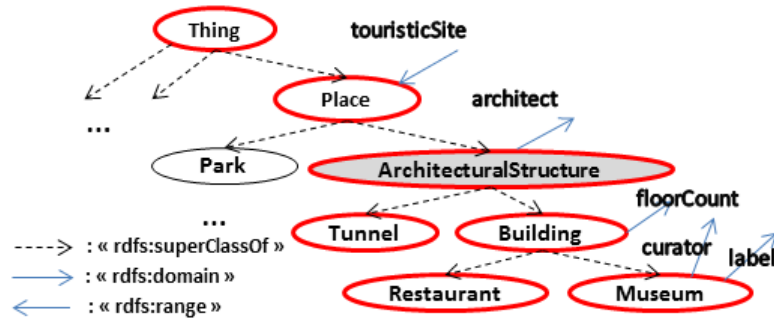 Thing
touristicSite
Place
architect
...
Park
ArchitecturalStructure
floorCount
...
Tunnel
Building
curator
label
: « rdfs:superClassOf »
: « rdfs:domain »
: « rdfs:range »
Restaurant
Museum